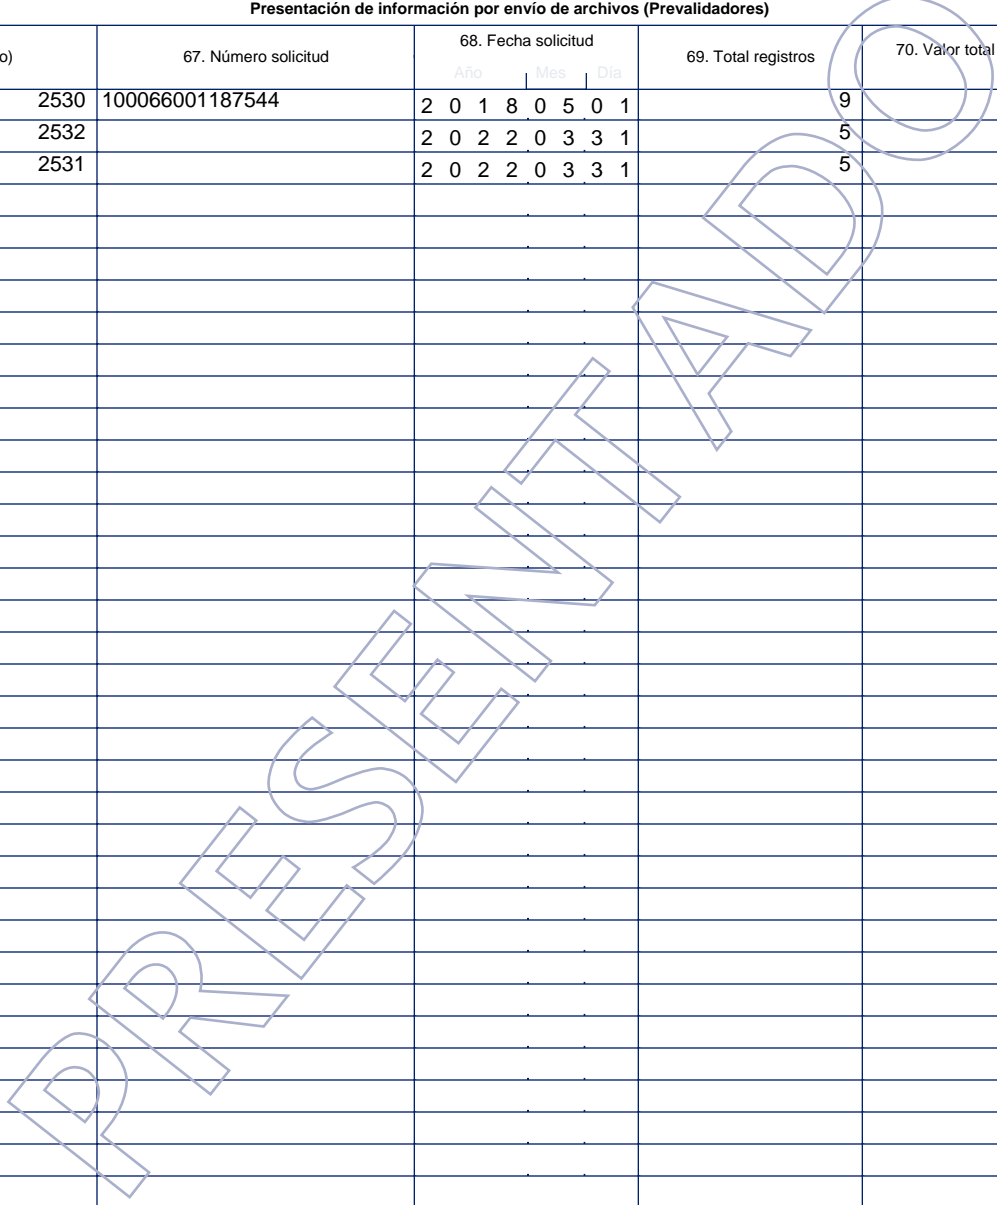 Presentación de información por envío de archivos (Prevalidadores)
o) 67. Número solicitud 68. Fecha solicitud 69. Total registros 70. Valor total
Año Mes Día
2530 100066001187544 2 0 1 8 0 5 0 1 9
2532 2 0 2 2 0 3 3 1 5
2531 2 0 2 2 0 3 3 1 5
PRESENTADO